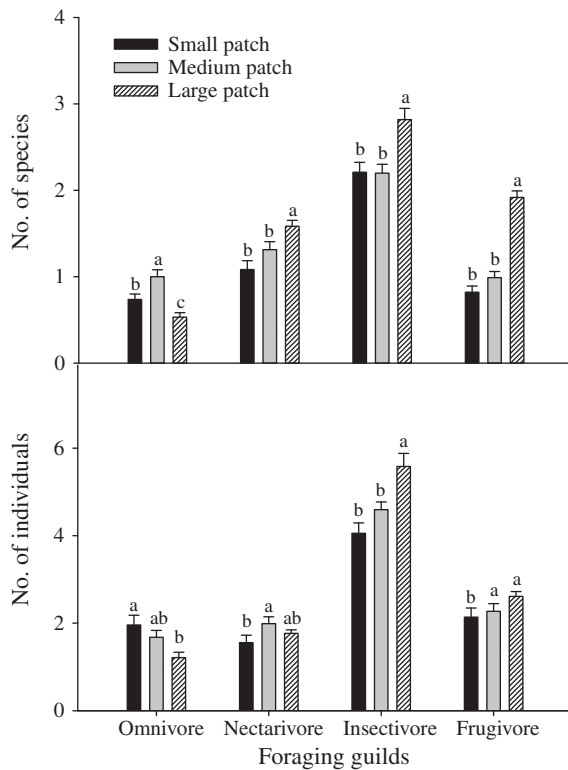 4
Small patch
Medium patch
Large patch
3
2
1
0
No. of species
b a c
b b a
b b a
b b a
6
4
2
0
No. of individuals
a ab b
b a ab
b b a
b a a
Omnivore Nectarivore Insectivore Frugivore
Foraging guilds